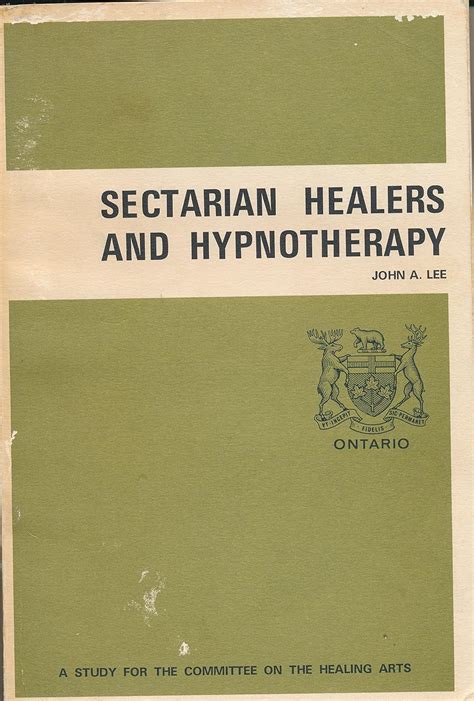 SECTARIAN HEALERS
AND HYPNOTHERAPY
JOHN A. LEE
VT·INCEPIT
FIDELIS
SIC·PERMANET
ONTARIO
A STUDY FOR THE COMMITTEE ON THE HEALING ARTS